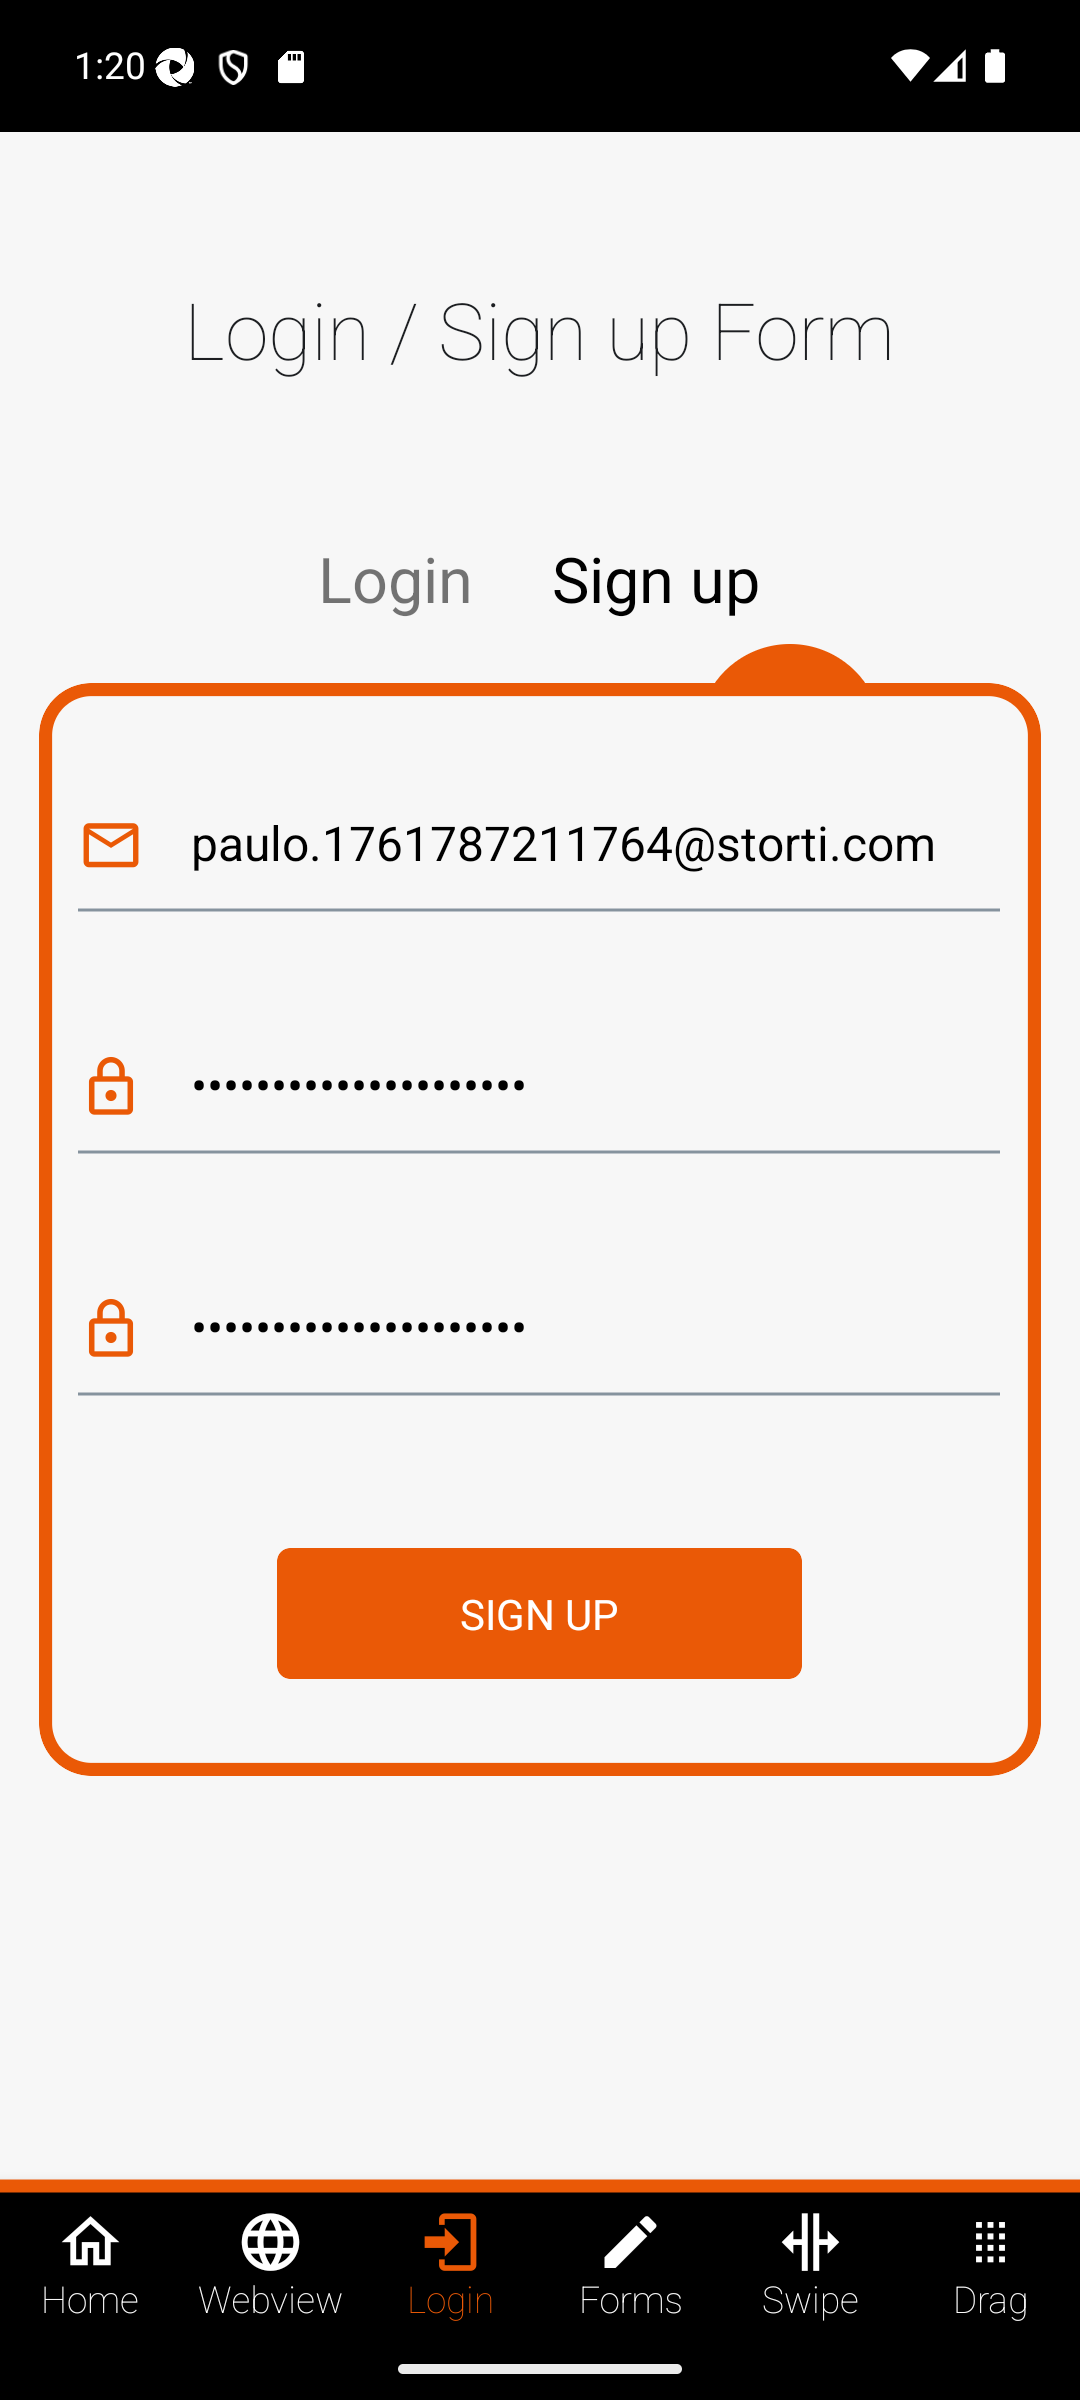 1:20
Login / Sign up Form
Login Sign up
paulo.1761787211764@storti.com
•••••••••••••••••••••
•••••••••••••••••••••
SIGN UP
Home Webview Login Forms Swipe Drag